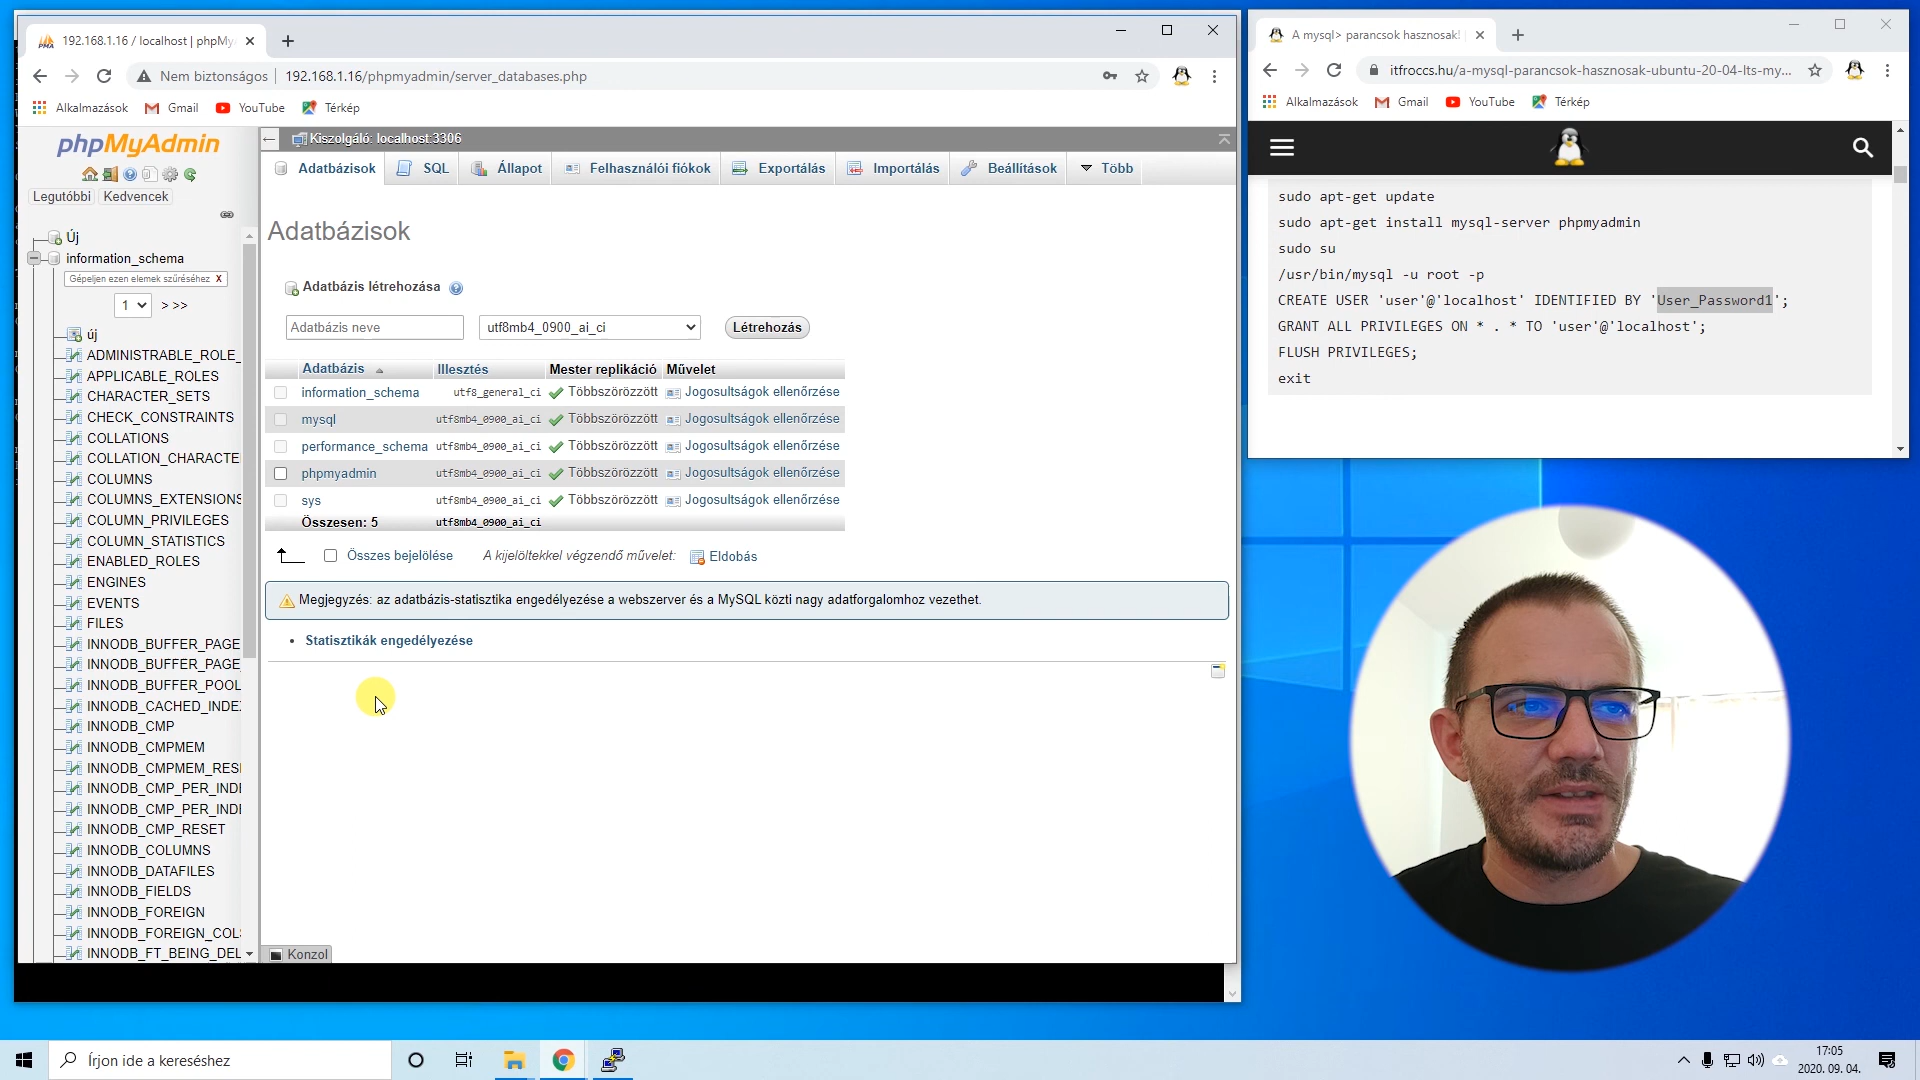 192.168.1.16 / localhost | phpMy
Nem biztonságos
192.168.1.16/phpmyadmin/server_databases.php
Alkalmazások
Gmail
YouTube
Térkép
phpMyAdmin
Legutóbbi
Kedvencek
Új
information_schema
Gépeljen ezen elemek szűréséhez X
1
> >>
új
ADMINISTRABLE_ROLE_
APPLICABLE_ROLES
CHARACTER_SETS
CHECK_CONSTRAINTS
COLLATIONS
COLLATION_CHARACTE
COLUMNS
COLUMNS_EXTENSIONS
COLUMN_PRIVILEGES
COLUMN_STATISTICS
ENABLED_ROLES
ENGINES
EVENTS
FILES
INNODB_BUFFER_PAGE
INNODB_BUFFER_PAGE_
INNODB_BUFFER_POOL
INNODB_CACHED_INDE
INNODB_CMP
INNODB_CMPMEM
INNODB_CMPMEM_RES
INNODB_CMP_PER_INDE
INNODB_CMP_PER_INDE
INNODB_CMP_RESET
INNODB_COLUMNS
INNODB_DATAFILES
INNODB_FIELDS
INNODB_FOREIGN
INNODB_FOREIGN_COL
INNODB_FT_BEING_DEL
Kiszolgáló: localhost:3306
Adatbázisok
SQL
Állapot
Felhasználói fiókok
Exportálás
Importálás
Beállítások
Több
Adatbázisok
Adatbázis létrehozása
Adatbázis neve
utf8mb4_0900_ai_ci
Létrehozás
Adatbázis Illesztés Mester replikáció Művelet
information_schema utf8_general_ci Többszörözzött Jogosultságok ellenőrzése
mysql utf8mb4_0900_ai_ci Többszörözzött Jogosultságok ellenőrzése
performance_schema utf8mb4_0900_ai_ci Többszörözzött Jogosultságok ellenőrzése
phpmyadmin utf8mb4_0900_ai_ci Többszörözzött Jogosultságok ellenőrzése
sys utf8mb4_0900_ai_ci Többszörözzött Jogosultságok ellenőrzése
Összesen: 5 utf8mb4_0900_ai_ci
Összes bejelölése
A kijelöltekkel végzendő művelet:
Eldobás
Megjegyzés: az adatbázis-statisztika engedélyezése a webszerver és a MySQL közti nagy adatforgalomhoz vezethet.
Statisztikák engedélyezése
Konzol
A mysql> parancsok hasznosak!
itfroccs.hu/a-mysql-parancsok-hasznosak-ubuntu-20-04-lts-my...
Alkalmazások
Gmail
YouTube
Térkép
sudo apt-get update
sudo apt-get install mysql-server phpmyadmin
sudo su
/usr/bin/mysql -u root -p
CREATE USER 'user'@'localhost' IDENTIFIED BY 'User_Password1';
GRANT ALL PRIVILEGES ON * . * TO 'user'@'localhost';
FLUSH PRIVILEGES;
exit
Írjon ide a kereséshez
17:05
2020. 09. 04.